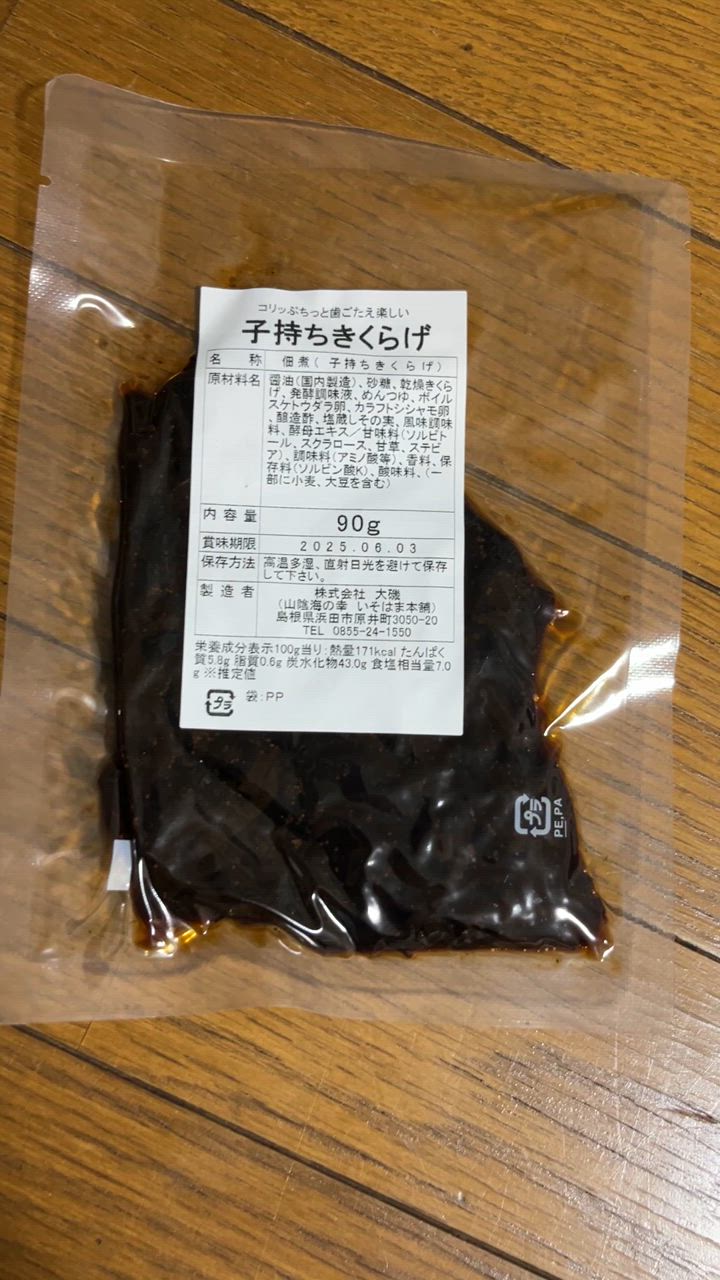 コリッぷちっと歯ごたえ楽しい
子持ちきくらげ
名 称 佃煮(子持ちきくらげ)
原材料名 醤油(国内製造)、砂糖、乾燥きくら
げ、発酵調味液、めんつゆ、ボイル
スケトウダラ卵、カラフトシシャモ卵
、醸造酢、塩蔵しその実、風味調味
料、酵母エキス/甘味料(ソルビト
ール、スクラロース、甘草、ステビ
ア)、調味料(アミノ酸等)、香料、保
存料(ソルビン酸K)、酸味料、(一
部に小麦、大豆を含む)
内容量 90g
賞味期限 2025.06.03
保存方法 高温多湿、直射日光を避けて保存
して下さい。
製造者 株式会社 大磯
(山陰海の幸 いそはま本舗)
島根県浜田市原井町3050-20
TEL 0855-24-1550
栄養成分表示100g当り:熱量171kcal たんぱく
質5.8g 脂質0.6g 炭水化物43.0g 食塩相当量7.0
g ※推定値
プラ 袋:PP
プラ PE,PA